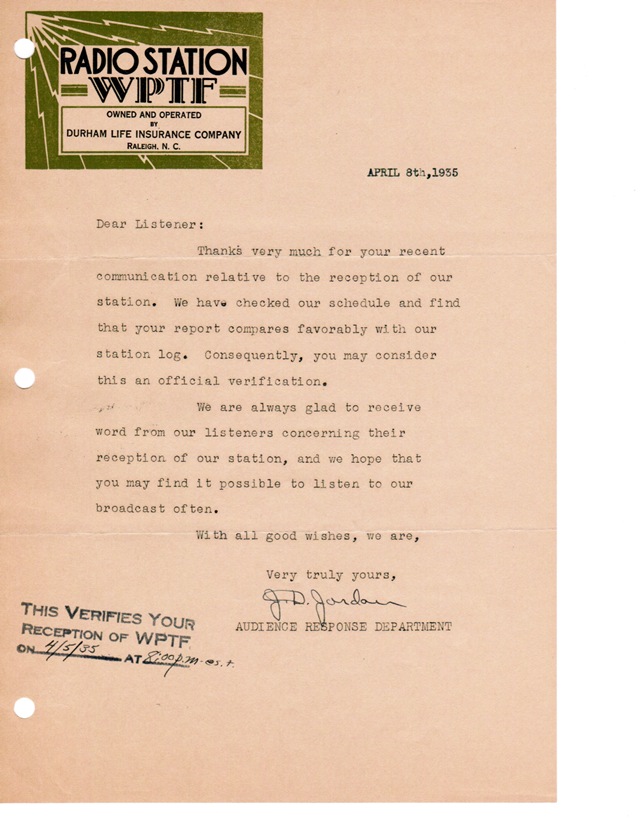 RADIO STATION
WPTF
OWNED AND OPERATED
BY
DURHAM LIFE INSURANCE COMPANY
RALEIGH, N. C.
APRIL 8th,1935
Dear Listener:
Thanks very much for your recent
communication relative to the reception of our
station. We have checked our schedule and find
that your report compares favorably with our
station log. Consequently, you may consider
this an official verification.
We are always glad to receive
word from our listeners concerning their
reception of our station, and we hope that
you may find it possible to listen to our
broadcast often.
With all good wishes, we are,
Very truly yours,
J. D. Jordan
AUDIENCE RESPONSE DEPARTMENT
THIS VERIFIES YOUR
RECEPTION OF WPTF
ON 4/5/35 AT 8:00 p.m-es.t.